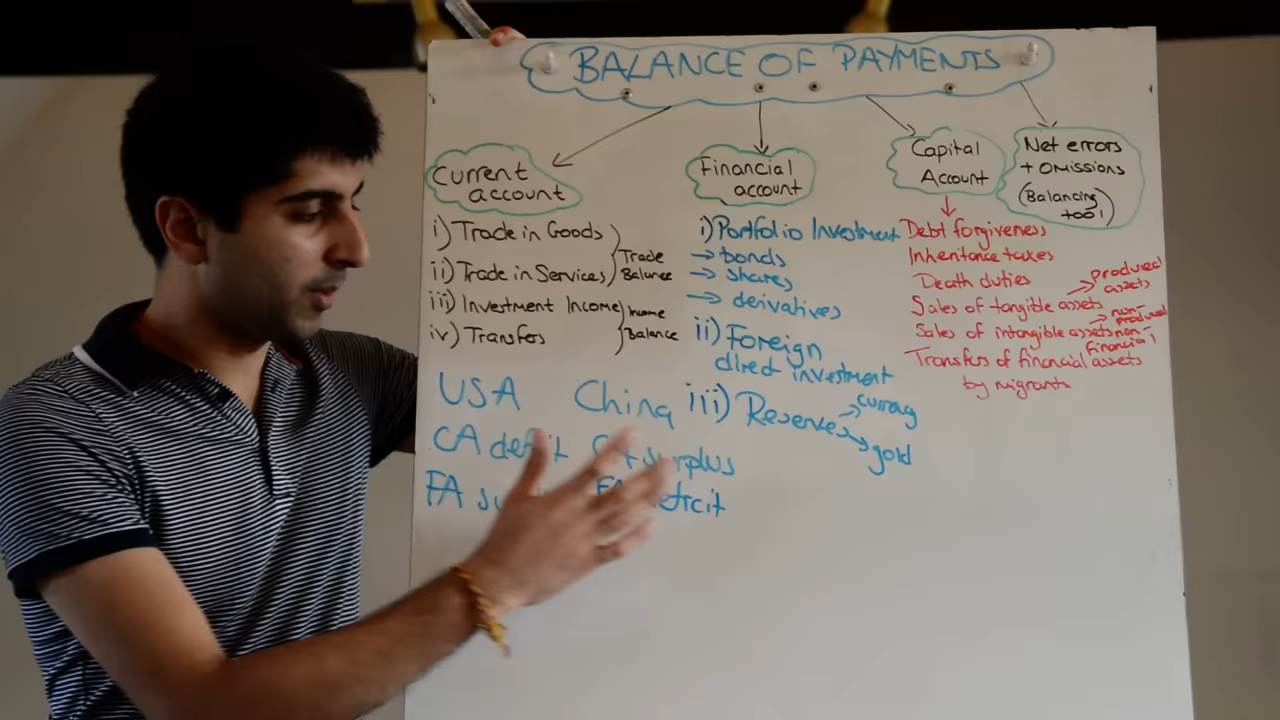 BALANCE OF PAYMENTS
Current
account
i) Trade in Goods
ii) Trade in Services
Trade
Balance
iii) Investment Income
iv) Transfers
Income
Balance
USA
CA deficit
FA
China
CA surplus
FA deficit
Financial
account
i) Portfolio Investment
→ bonds
→ shares
→ derivatives
ii) Foreign
direct investment
iii) Reserves
→ currency
→ gold
Capital
Account
Debt forgiveness
Inheritance taxes
Death duties
Sales of tangible assets
→ produced
assets
Sales of intangible assets
→ non-
produced
non-
financial
Transfers of financial assets
by migrants
Net errors
+ Omissions
(Balancing
tool)